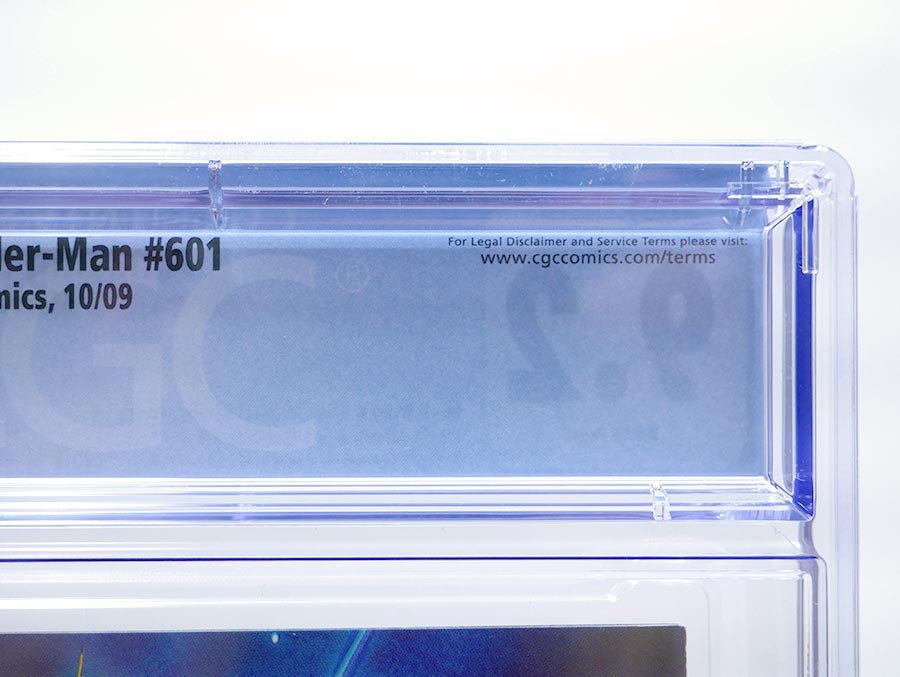 der-Man #601
mics, 10/09
For Legal Disclaimer and Service Terms please visit:
www.cgccomics.com/terms
GC®
9.2